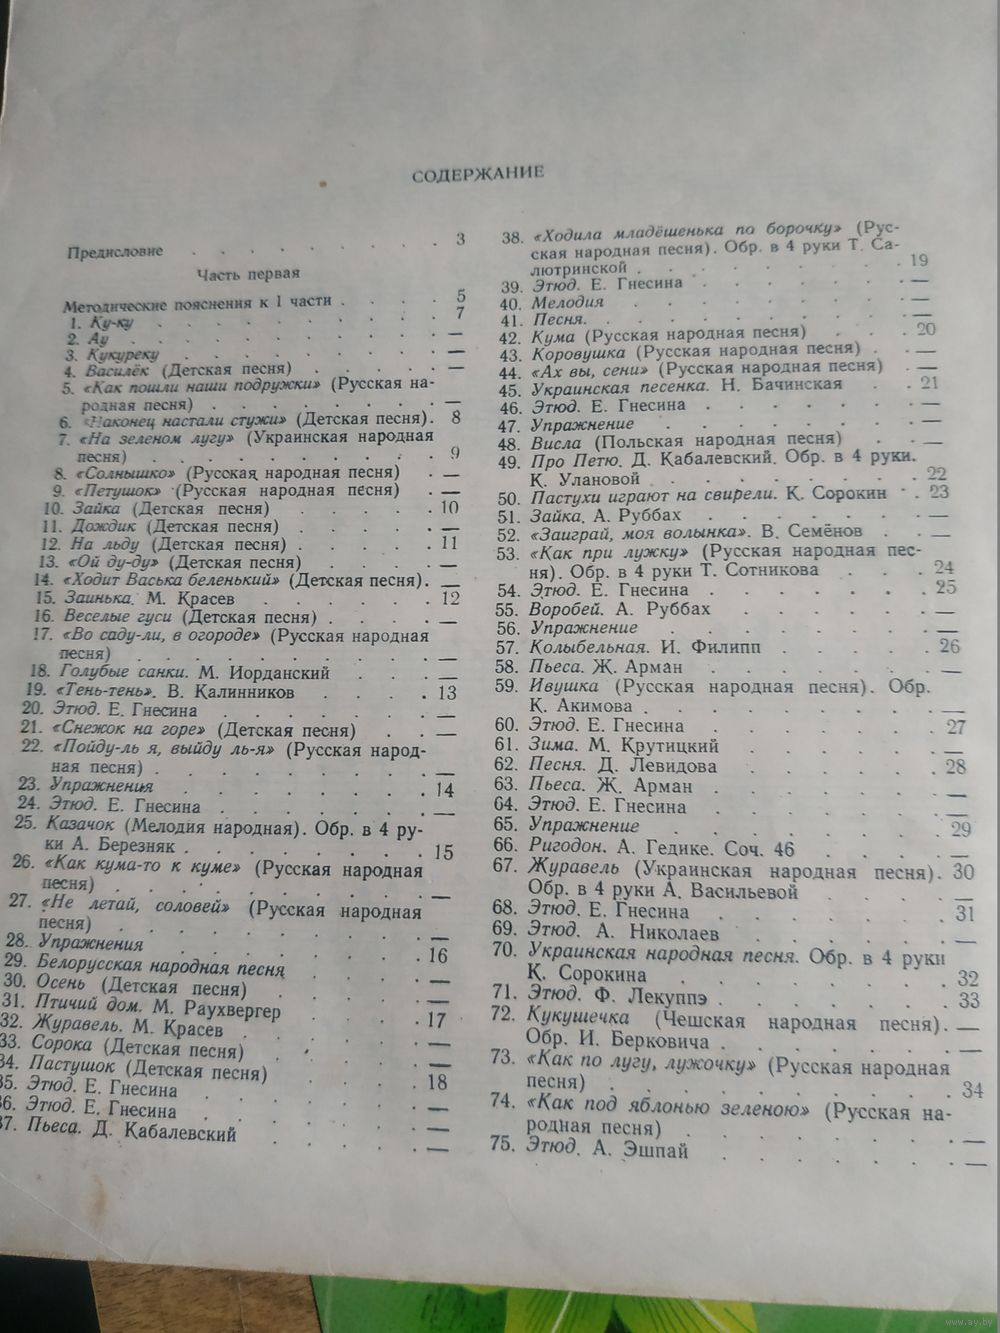 СОДЕРЖАНИЕ
Предисловие . . . . . . . 3
Часть первая
Методические пояснения к 1 части . . . . 5
1. Ку-ку . . . . . . . . 7
2. Ау . . . . . . . . —
3. Кукуреку . . . . . . . —
4. Василёк (Детская песня) . . . . —
5. «Как пошли наши подружки» (Русская на-
родная песня) . . . . . . —
6. «Наконец настали стужи» (Детская песня). 8
7. «На зеленом лугу» (Украинская народная
песня) . . . . . . . . 9
8. «Солнышко» (Русская народная песня) . —
9. «Петушок» (Русская народная песня) . —
10. Зайка (Детская песня) . . . . . 10
11. Дождик (Детская песня) . . . . . —
12. На льду (Детская песня) . . . . . 11
13. «Ой ду-ду» (Детская песня) . . . . —
14. «Ходит Васька беленький» (Детская песня). —
15. Заинька. М. Красев . . . . . 12
16. Веселые гуси (Детская песня) . . . . —
17. «Во саду-ли, в огороде» (Русская народная
песня) . . . . . . . . —
18. Голубые санки. М. Иорданский . . . —
19. «Тень-тень». В. Калинников . . . . 13
20. Этюд. Е. Гнесина . . . . . . —
21. «Снежок на горе» (Детская песня) . . —
22. «Пойду-ль я, выйду ль-я» (Русская народ-
ная песня) . . . . . . . —
23. Упражнения . . . . . . . 14
24. Этюд. Е. Гнесина . . . . . . —
25. Казачок (Мелодия народная). Обр. в 4 ру-
ки А. Березняк . . . . . . 15
26. «Как кума-то к куме» (Русская народная
песня) . . . . . . . . —
27. «Не летай, соловей» (Русская народная
песня) . . . . . . . . —
28. Упражнения . . . . . . . 16
29. Белорусская народная песня . . . . —
30. Осень (Детская песня) . . . . . —
31. Птичий дом. М. Раухвергер . . . . 17
32. Журавель. М. Красев . . . . . —
33. Сорока (Детская песня) . . . . . —
34. Пастушок (Детская песня) . . . . 18
35. Этюд. Е. Гнесина . . . . . . —
36. Этюд. Е. Гнесина . . . . . . —
37. Пьеса. Д. Кабалевский . . . . . —
38. «Ходила младёшенька по борочку» (Рус-
ская народная песня). Обр. в 4 руки Т. Са-
лютринской . . . . . . . 19
39. Этюд. Е. Гнесина . . . . . . —
40. Мелодия . . . . . . . —
41. Песня. . . . . . . . —
42. Кума (Русская народная песня) . . . 20
43. Коровушка (Русская народная песня) . . —
44. «Ах вы, сени» (Русская народная песня) . —
45. Украинская песенка. Н. Бачинская . . 21
46. Этюд. Е. Гнесина . . . . . . —
47. Упражнение . . . . . . . —
48. Висла (Польская народная песня) . . —
49. Про Петю. Д. Кабалевский. Обр. в 4 руки.
К. Улановой . . . . . . . 22
50. Пастухи играют на свирели. К. Сорокин . 23
51. Зайка. А. Руббах . . . . . . —
52. «Заиграй, моя волынка». В. Семёнов . . —
53. «Как при лужку» (Русская народная пес-
ня). Обр. в 4 руки Т. Сотникова . . . 24
54. Этюд. Е. Гнесина . . . . . . 25
55. Воробей. А. Руббах . . . . . —
56. Упражнение . . . . . . . —
57. Колыбельная. И. Филипп . . . . 26
58. Пьеса. Ж. Арман . . . . . . —
59. Ивушка (Русская народная песня). Обр.
К. Акимова . . . . . . . —
60. Этюд. Е. Гнесина . . . . . . 27
61. Зима. М. Крутицкий . . . . . —
62. Песня. Д. Левидова . . . . . 28
63. Пьеса. Ж. Арман . . . . . . —
64. Этюд. Е. Гнесина . . . . . . —
65. Упражнение . . . . . . . 29
66. Ригодон. А. Гедике. Соч. 46 . . . . —
67. Журавель (Украинская народная песня). 30
Обр. в 4 руки А. Васильевой . . . .
68. Этюд. Е. Гнесина . . . . . . 31
69. Этюд. А. Николаев . . . . . —
70. Украинская народная песня. Обр. в 4 руки
К. Сорокина . . . . . . . 32
71. Этюд. Ф. Лекуппэ . . . . . . 33
72. Кукушечка (Чешская народная песня). —
Обр. И. Берковича . . . . . . —
73. «Как по лугу, лужочку» (Русская народная
песня) . . . . . . . . 34
74. «Как под яблонью зеленою» (Русская на-
родная песня) . . . . . . —
75. Этюд. А. Эшпай . . . . . . —
www.ay.by